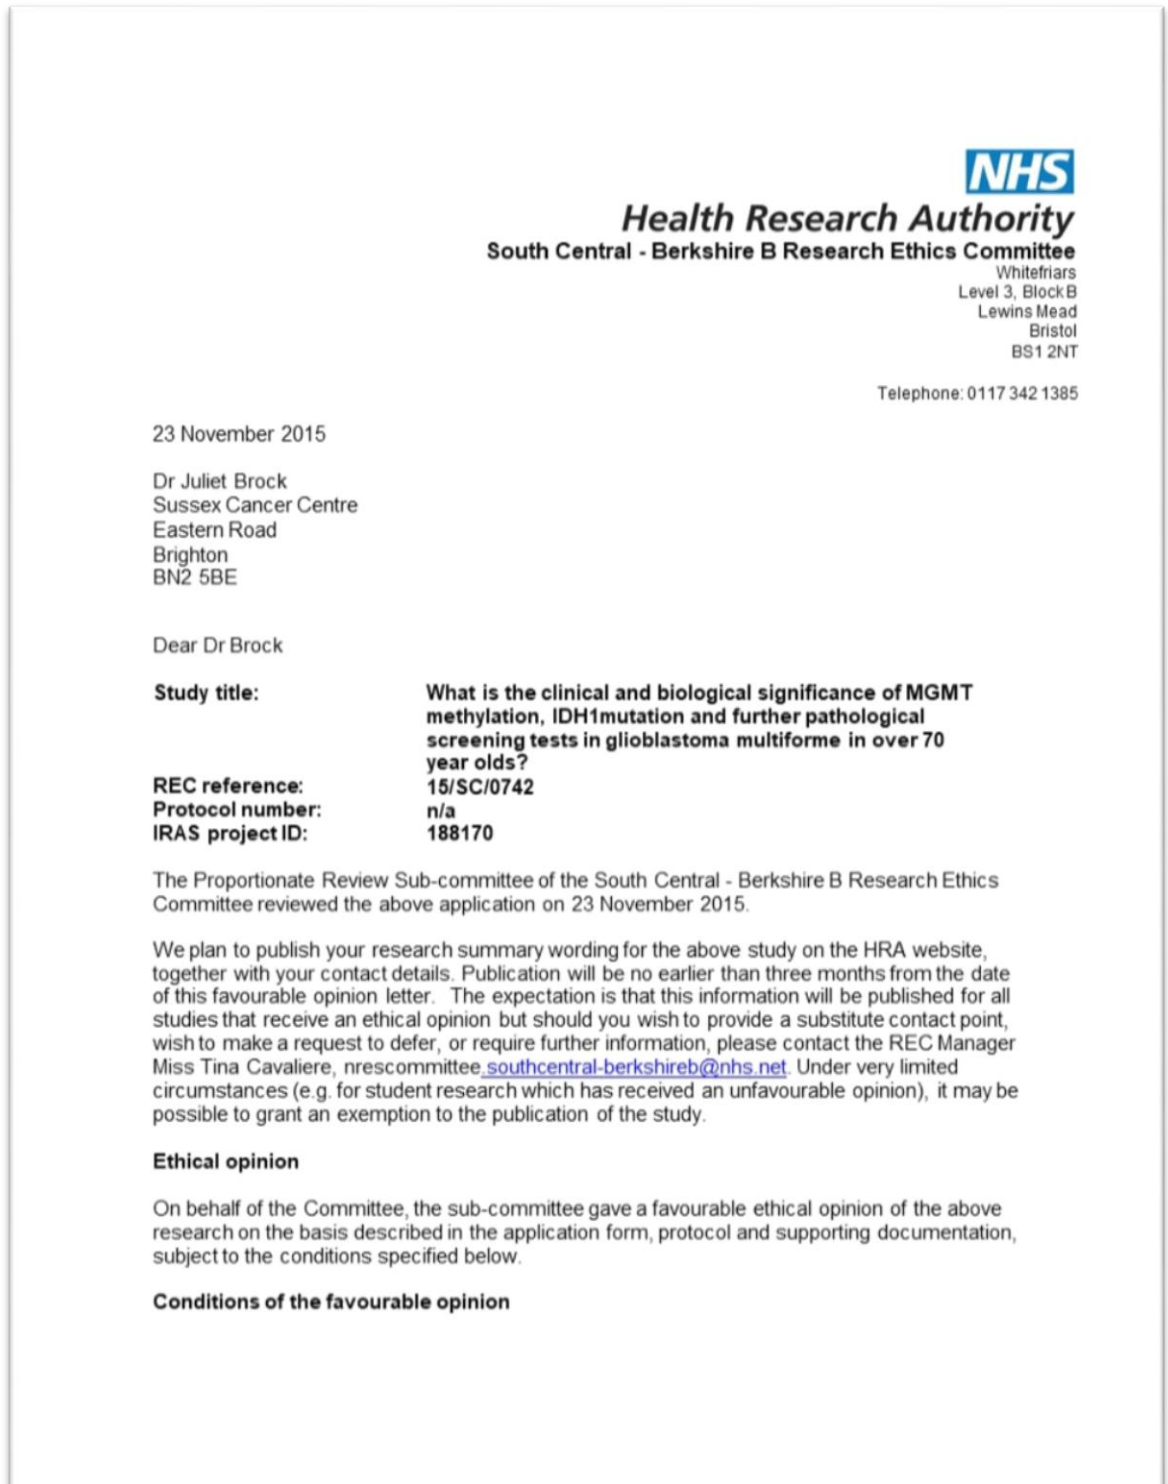 NHS
Health Research Authority
South Central - Berkshire B Research Ethics Committee
Whitefriars
Level 3, Block B
Lewins Mead
Bristol
BS1 2NT
Telephone: 0117 342 1385
23 November 2015
Dr Juliet Brock
Sussex Cancer Centre
Eastern Road
Brighton
BN2 5BE
Dear Dr Brock
Study title: What is the clinical and biological significance of MGMT
methylation, IDH1mutation and further pathological
screening tests in glioblastoma multiforme in over 70
year olds?
REC reference: 15/SC/0742
Protocol number: n/a
IRAS project ID: 188170
The Proportionate Review Sub-committee of the South Central - Berkshire B Research Ethics
Committee reviewed the above application on 23 November 2015.
We plan to publish your research summary wording for the above study on the HRA website,
together with your contact details. Publication will be no earlier than three months from the date
of this favourable opinion letter. The expectation is that this information will be published for all
studies that receive an ethical opinion but should you wish to provide a substitute contact point,
wish to make a request to defer, or require further information, please contact the REC Manager
Miss Tina Cavaliere, nrescommittee.southcentral-berkshireb@nhs.net. Under very limited
circumstances (e.g. for student research which has received an unfavourable opinion), it may be
possible to grant an exemption to the publication of the study.
Ethical opinion
On behalf of the Committee, the sub-committee gave a favourable ethical opinion of the above
research on the basis described in the application form, protocol and supporting documentation,
subject to the conditions specified below.
Conditions of the favourable opinion